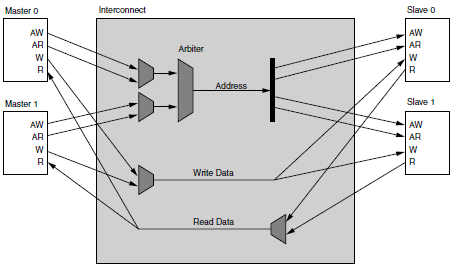 Master 0
AW
AR
W
R
Master 1
AW
AR
W
R
Interconnect
Arbiter
Address
Write Data
Read Data
Slave 0
AW
AR
W
R
Slave 1
AW
AR
W
R